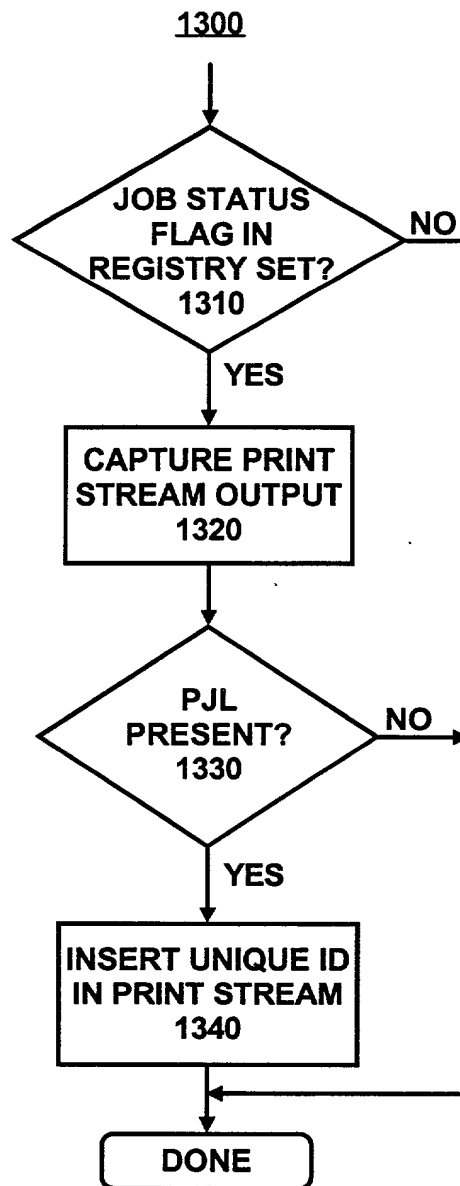 1300
JOB STATUS
FLAG IN
REGISTRY SET?
1310
NO
YES
CAPTURE PRINT
STREAM OUTPUT
1320
PJL
PRESENT?
1330
NO
YES
INSERT UNIQUE ID
IN PRINT STREAM
1340
DONE